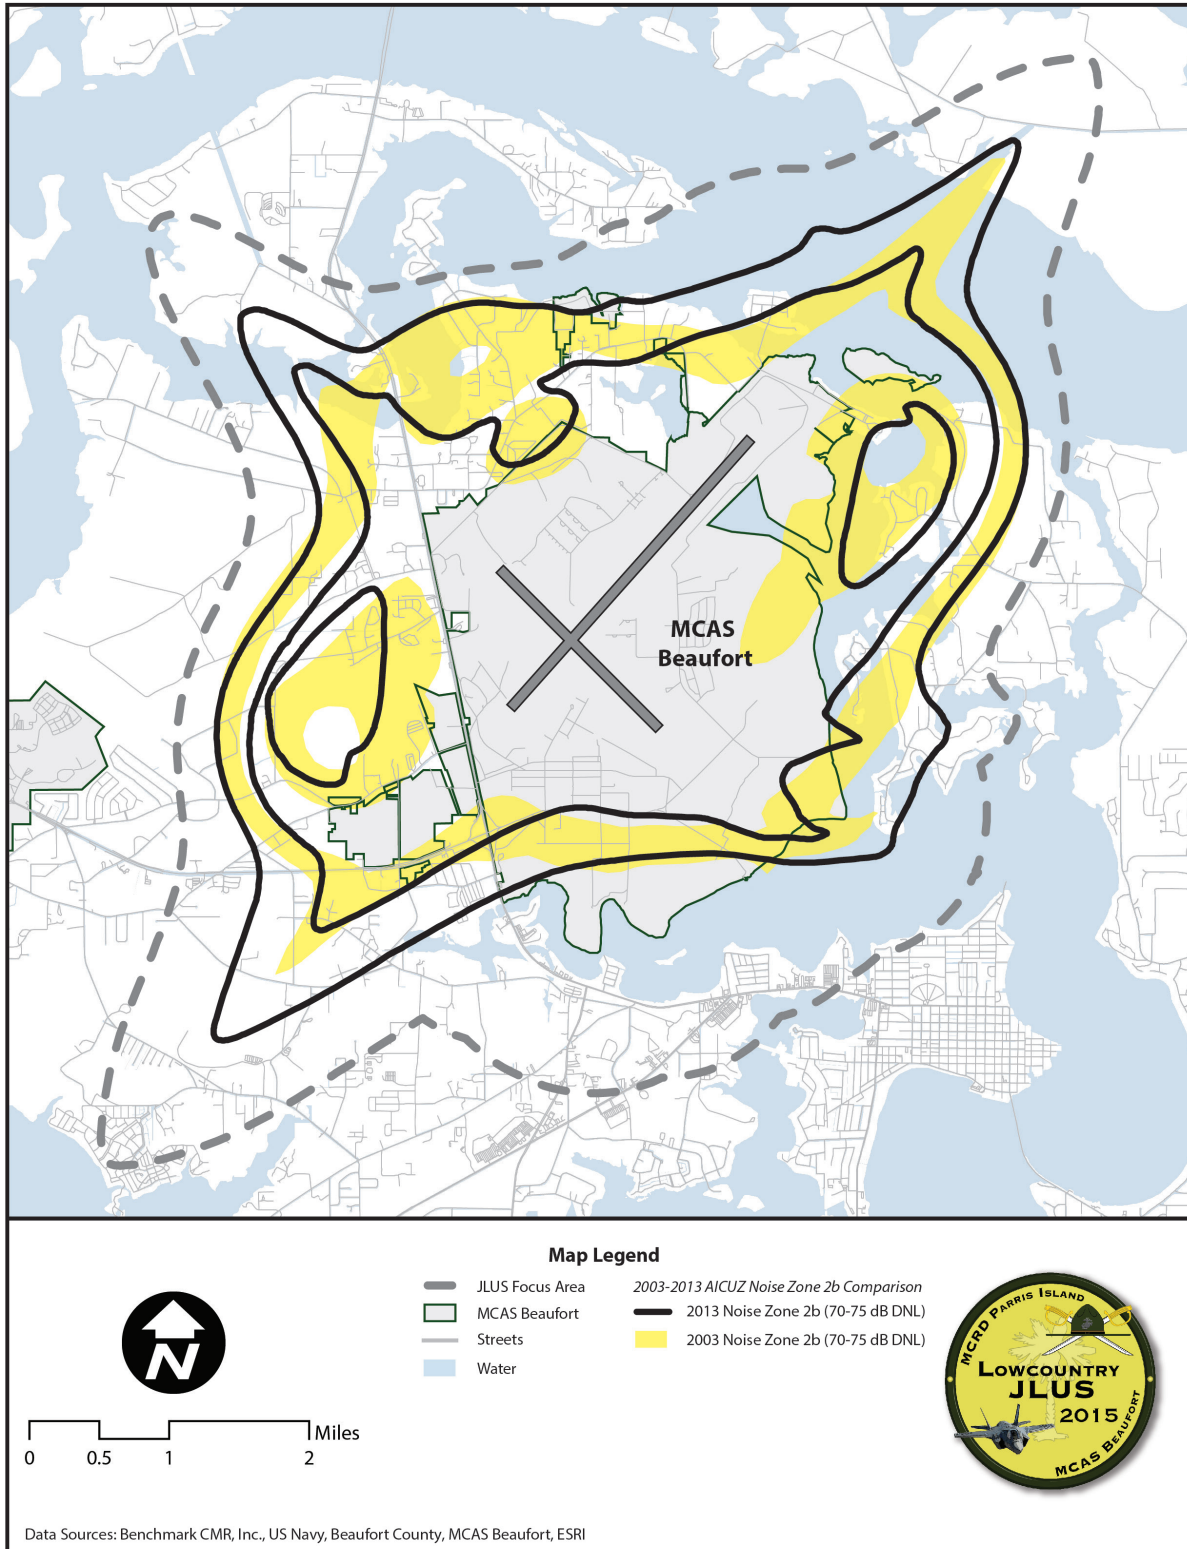 MCAS
Beaufort
Map Legend
JLUS Focus Area
MCAS Beaufort
Streets
Water
2003-2013 AICUZ Noise Zone 2b Comparison
2013 Noise Zone 2b (70-75 dB DNL)
2003 Noise Zone 2b (70-75 dB DNL)
N
0 0.5 1 2 Miles
MCRD PARRIS ISLAND
LOWCOUNTRY
JLUS
2015
MCAS BEAUFORT
Data Sources: Benchmark CMR, Inc., US Navy, Beaufort County, MCAS Beaufort, ESRI